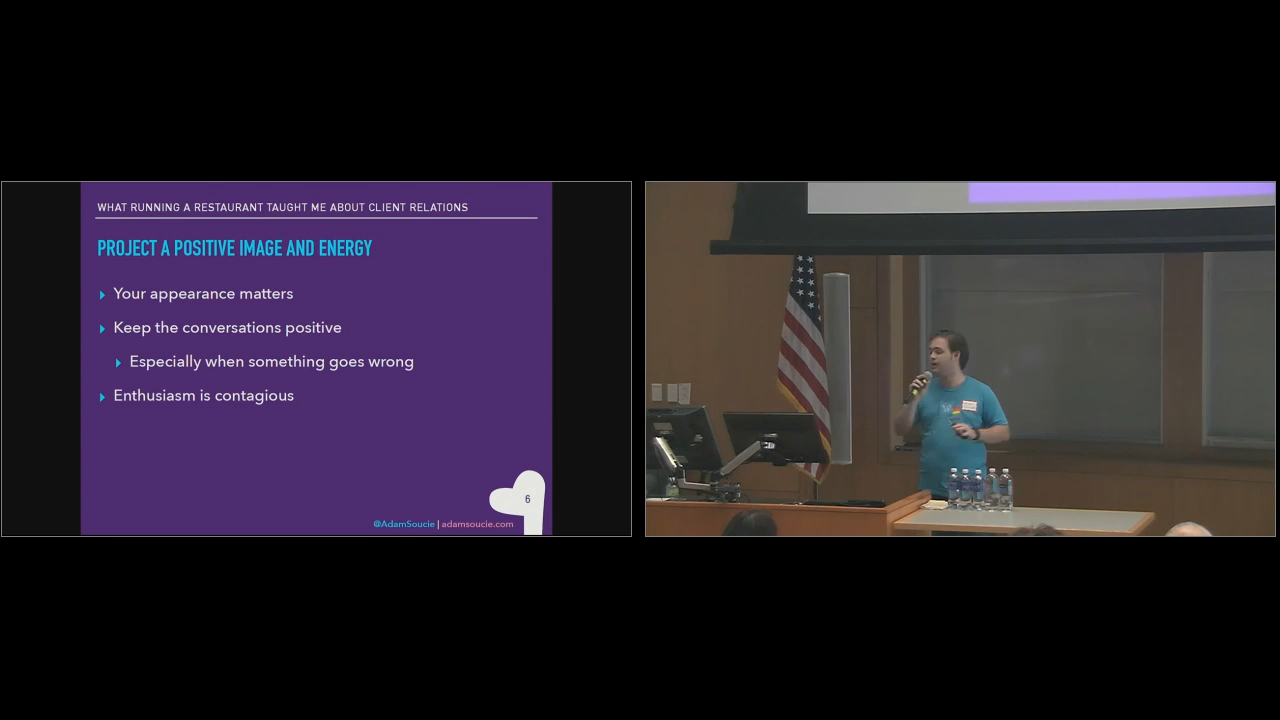 WHAT RUNNING A RESTAURANT TAUGHT ME ABOUT CLIENT RELATIONS
PROJECT A POSITIVE IMAGE AND ENERGY
Your appearance matters
Keep the conversations positive
Especially when something goes wrong
Enthusiasm is contagious
6
@AdamSoucie | adamsoucie.com